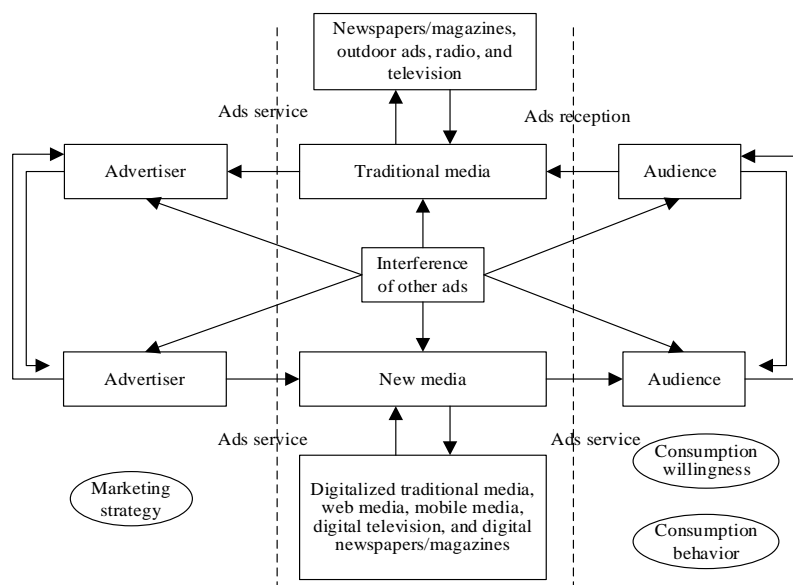 Newspapers/magazines,
outdoor ads, radio, and
television
Ads service
Ads reception
Advertiser
Traditional media
Audience
Interference
of other ads
Advertiser
New media
Audience
Ads service
Ads service
Consumption
willingness
Marketing
strategy
Digitalized traditional media,
web media, mobile media,
digital television, and digital
newspapers/magazines
Consumption
behavior